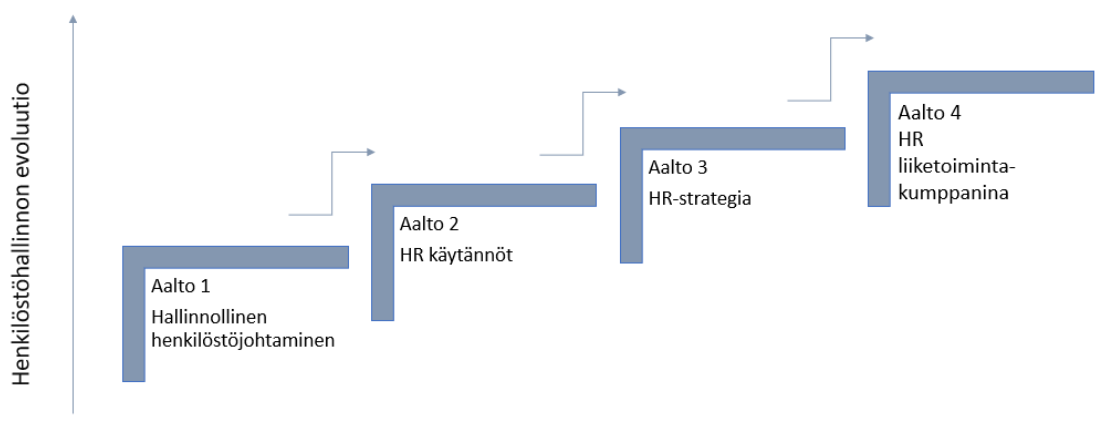 Henkilöstöhallinnon evoluutio
Aalto 1
Hallinnollinen
henkilöstöjohtaminen
Aalto 2
HR käytännöt
Aalto 3
HR-strategia
Aalto 4
HR
liiketoiminta-
kumppanina